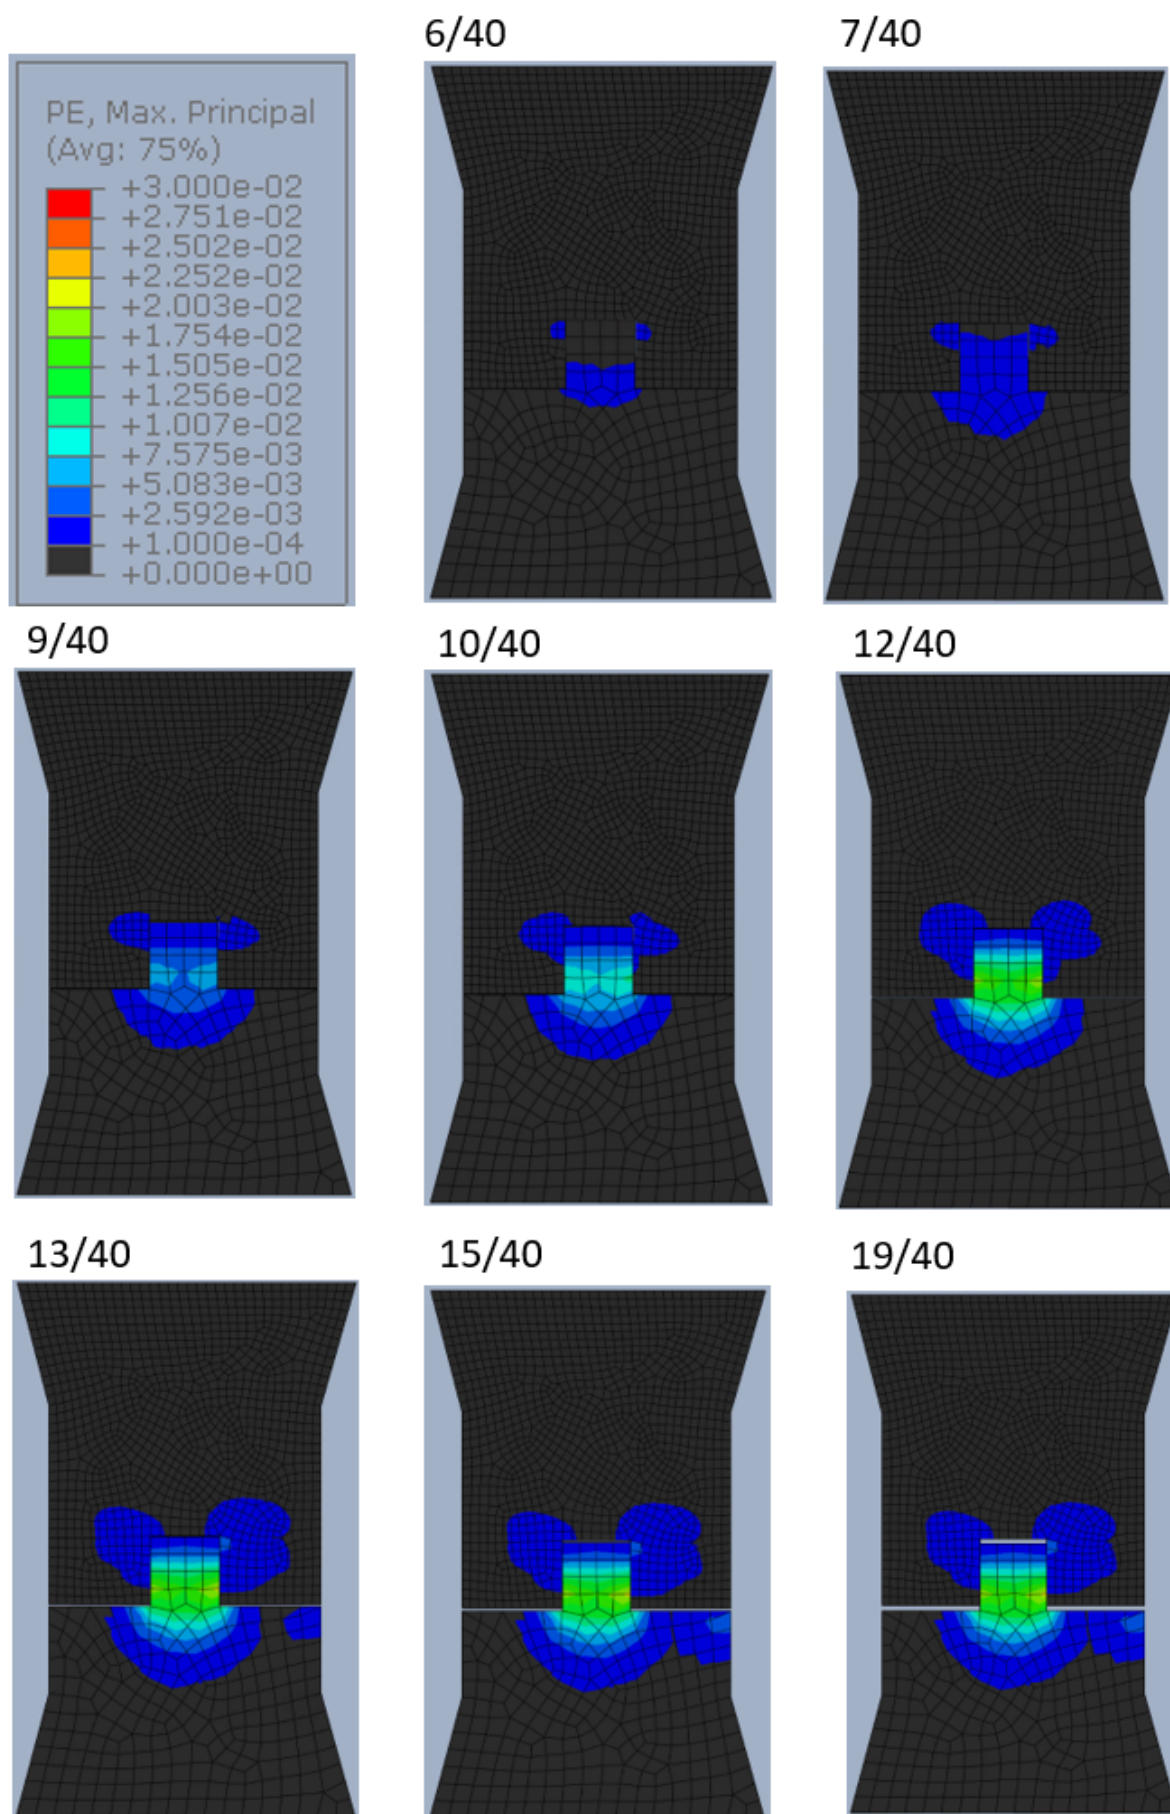 6/40
7/40
PE, Max. Principal
(Avg: 75%)
+3.000e-02
+2.751e-02
+2.502e-02
+2.252e-02
+2.003e-02
+1.754e-02
+1.505e-02
+1.256e-02
+1.007e-02
+7.575e-03
+5.083e-03
+2.592e-03
+1.000e-04
+0.000e+00
9/40
10/40
12/40
13/40
15/40
19/40